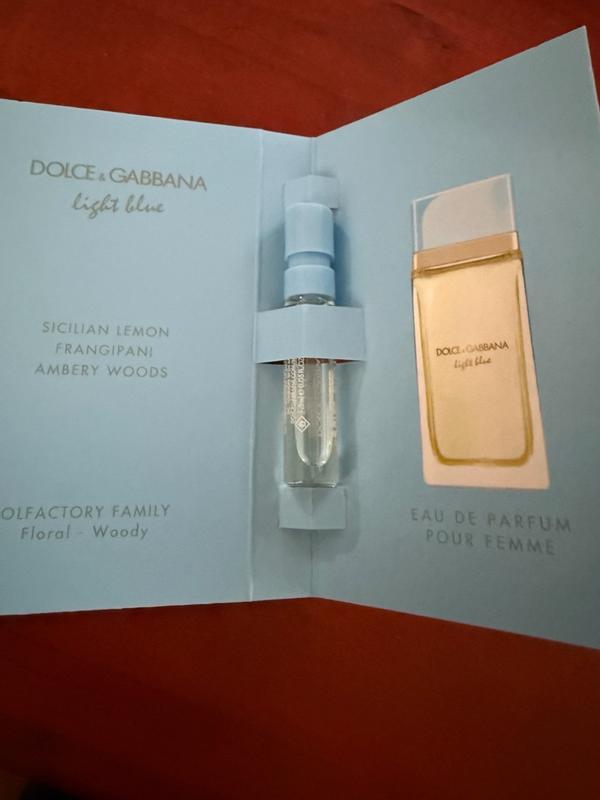 DOLCE & GABBANA
light blue
SICILIAN LEMON
FRANGIPANI
AMBERY WOODS
OLFACTORY FAMILY
Floral - Woody
DOLCE & GABBANA
light blue
EAU DE PARFUM
POUR FEMME